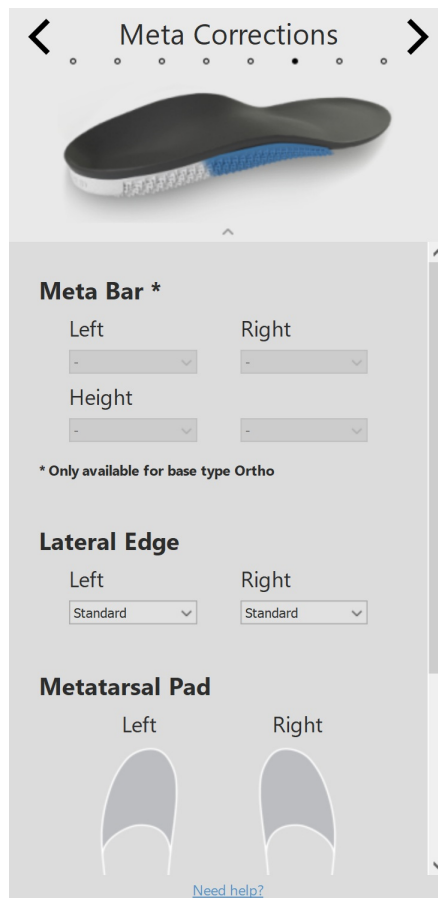 Meta Corrections
Meta Bar *
Left Right
- -
Height
- -
* Only available for base type Ortho
Lateral Edge
Left Right
Standard Standard
Metatarsal Pad
Left Right
Need help?